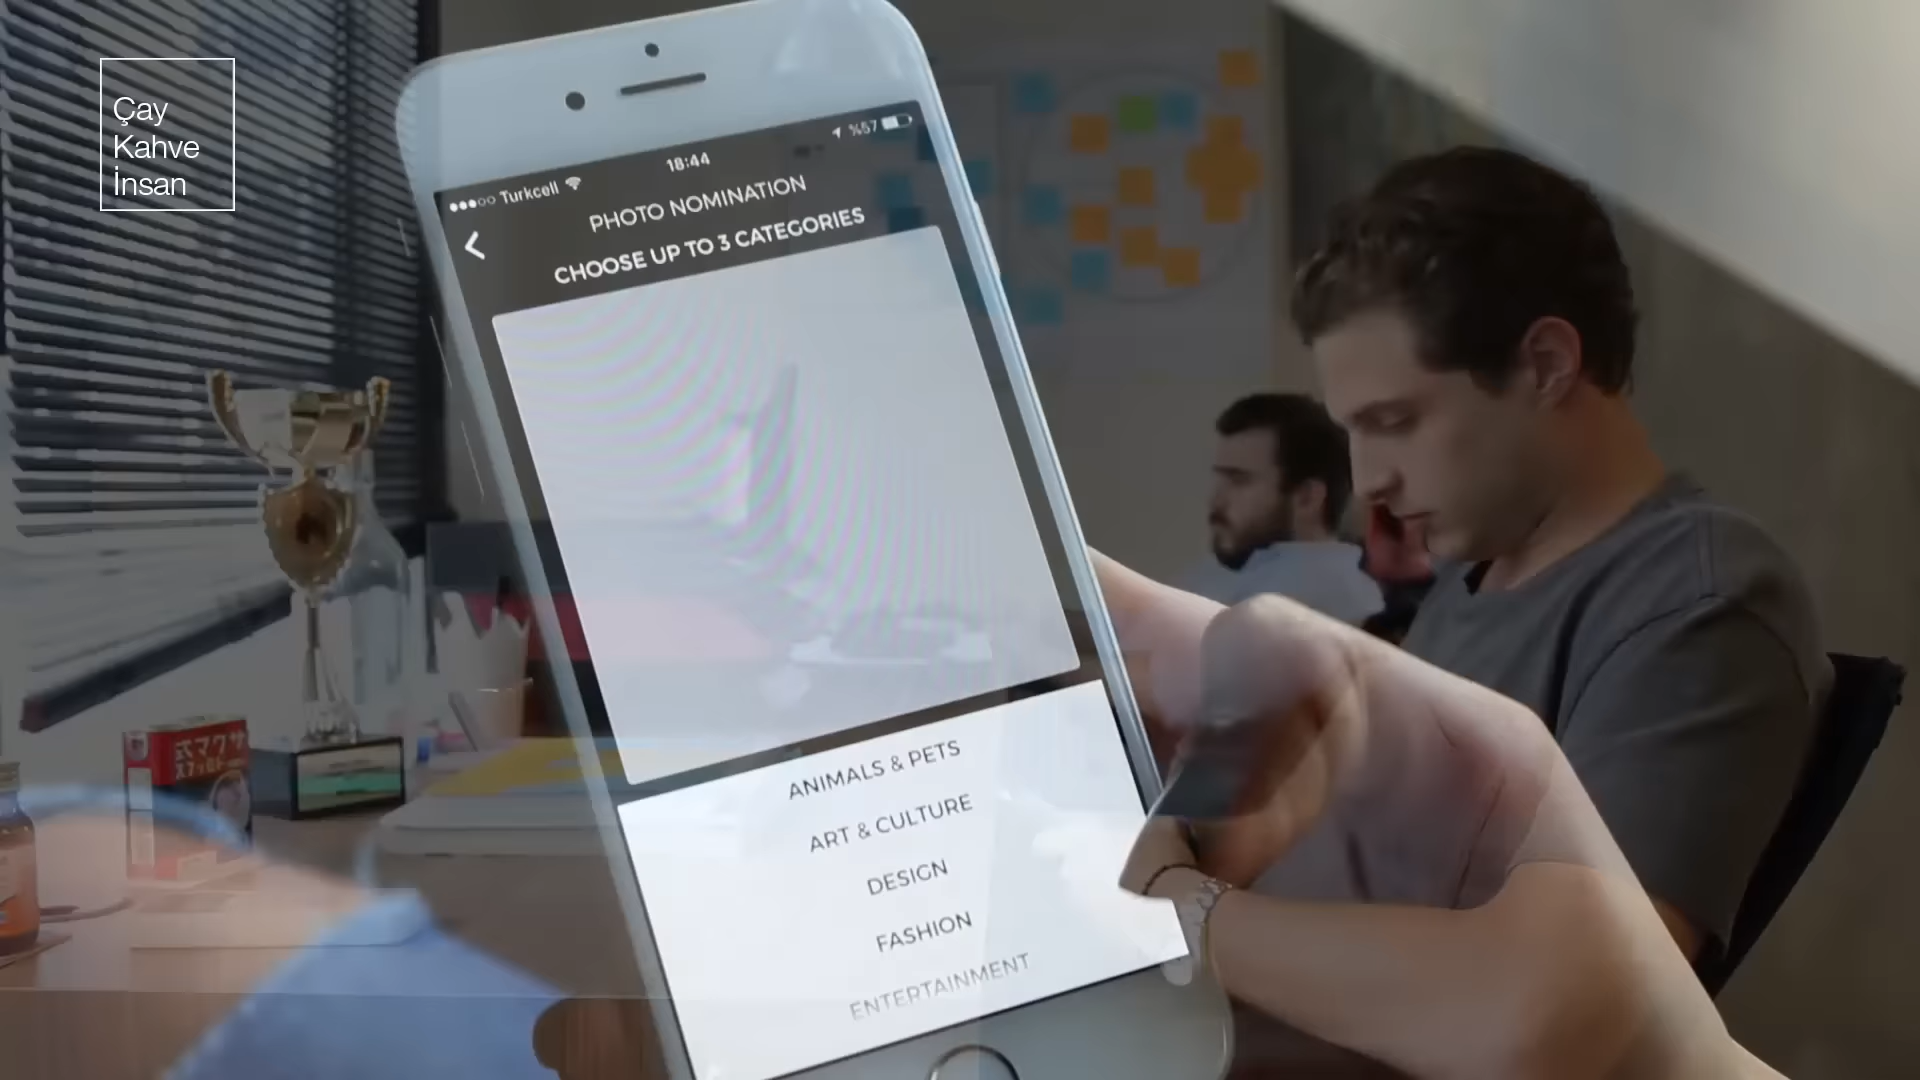 Çay
Kahve
İnsan
Turkcell
18:44
%57
PHOTO NOMINATION
CHOOSE UP TO 3 CATEGORIES
ANIMALS & PETS
ART & CULTURE
DESIGN
FASHION
ENTERTAINMENT